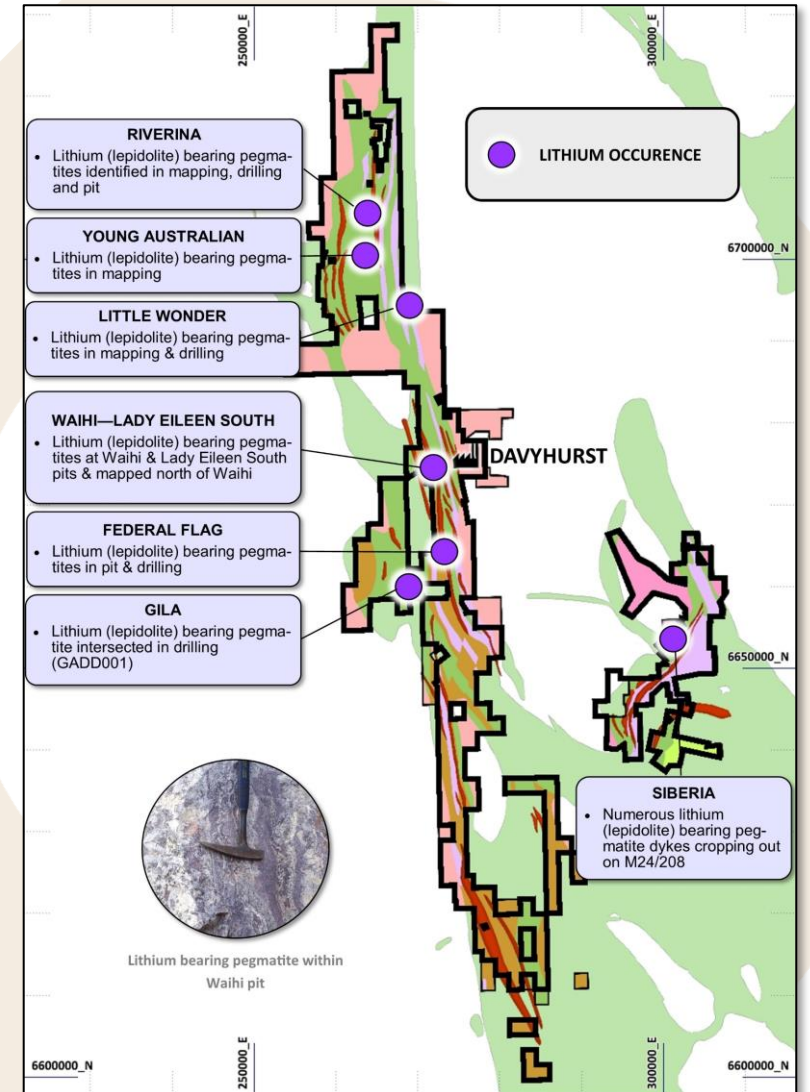 250000_E
300000_E
RIVERINA
• Lithium (lepidolite) bearing pegma-
tites identified in mapping, drilling
and pit
YOUNG AUSTRALIAN
• Lithium (lepidolite) bearing pegma-
tites in mapping
LITTLE WONDER
• Lithium (lepidolite) bearing pegma-
tites in mapping & drilling
WAIHI—LADY EILEEN SOUTH
• Lithium (lepidolite) bearing pegma-
tites at Waihi & Lady Eileen South
pits & mapped north of Waihi
FEDERAL FLAG
• Lithium (lepidolite) bearing pegma-
tites in pit & drilling
GILA
• Lithium (lepidolite) bearing pegma-
tite intersected in drilling
(GADD001)
LITHIUM OCCURENCE
6700000_N
DAVYHURST
6650000_N
SIBERIA
• Numerous lithium
(lepidolite) bearing peg-
matite dykes cropping out
on M24/208
Lithium bearing pegmatite within
Waihi pit
6600000_N
250000_E
300000_E
6600000_N